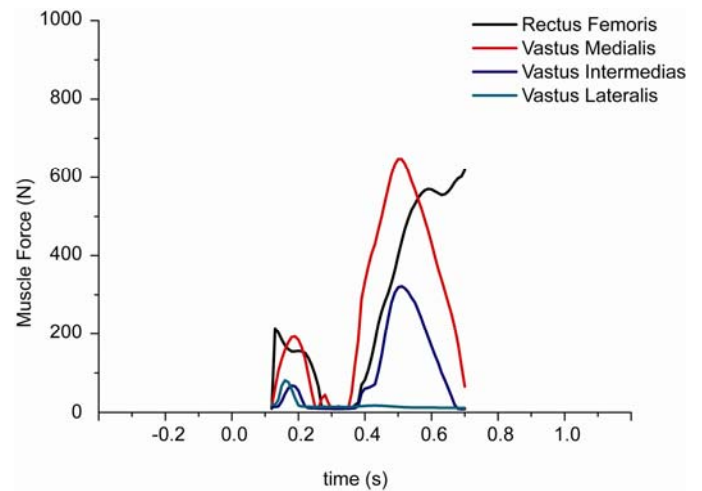 1000
800
600
400
200
0
Muscle Force (N)
Rectus Femoris
Vastus Medialis
Vastus Intermedias
Vastus Lateralis
-0.2 0.0 0.2 0.4 0.6 0.8 1.0
time (s)